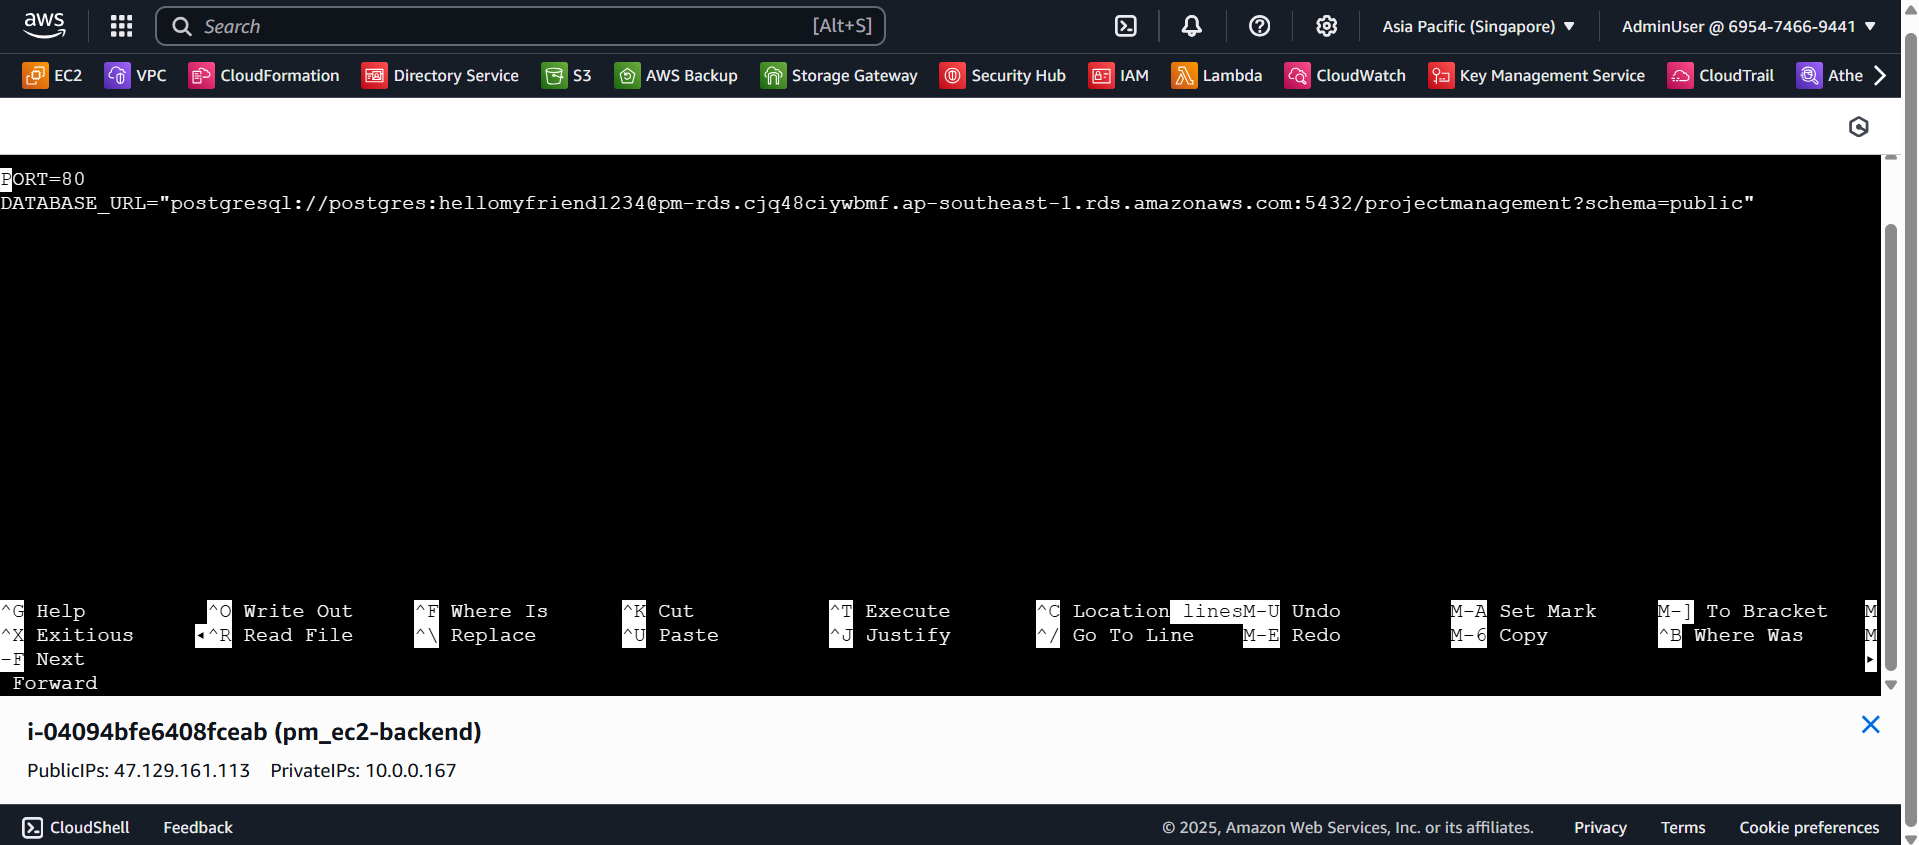 aws
Search [Alt+S]
Asia Pacific (Singapore)
AdminUser @ 6954-7466-9441
EC2 VPC CloudFormation Directory Service S3 AWS Backup Storage Gateway Security Hub IAM Lambda CloudWatch Key Management Service CloudTrail Athe
PORT=80
DATABASE_URL="postgresql://postgres:hellomyfriend1234@pm-rds.cjq48ciywbmf.ap-southeast-1.rds.amazonaws.com:5432/projectmanagement?schema=public"
^G Help ^O Write Out ^F Where Is ^K Cut ^T Execute ^C Location linesM-U Undo M-A Set Mark M-] To Bracket M
^X Exitious ^R Read File ^\ Replace ^U Paste ^J Justify ^/ Go To Line M-E Redo M-6 Copy ^B Where Was M
-F Next
Forward
i-04094bfe6408fceab (pm_ec2-backend)
PublicIPs: 47.129.161.113 PrivateIPs: 10.0.0.167
CloudShell Feedback © 2025, Amazon Web Services, Inc. or its affiliates. Privacy Terms Cookie preferences